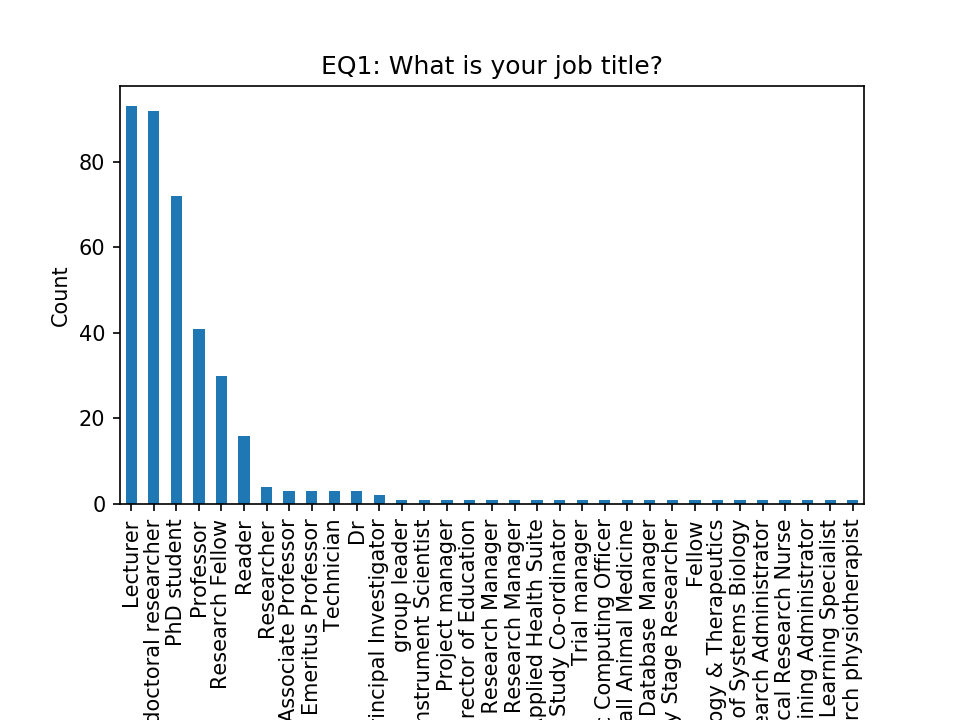 EQ1: What is your job title?
Count
80
60
40
20
0
Lecturer
doctoral researcher
PhD student
Professor
Research Fellow
Reader
Researcher
Associate Professor
Emeritus Professor
Technician
Dr
rincipal Investigator
group leader
nstrument Scientist
Project manager
rector of Education
Research Manager
Research Manager
pplied Health Suite
Study Co-ordinator
Trial manager
Computing Officer
all Animal Medicine
Database Manager
y Stage Researcher
Fellow
ogy & Therapeutics
of Systems Biology
earch Administrator
cal Research Nurse
ining Administrator
Learning Specialist
rch physiotherapist